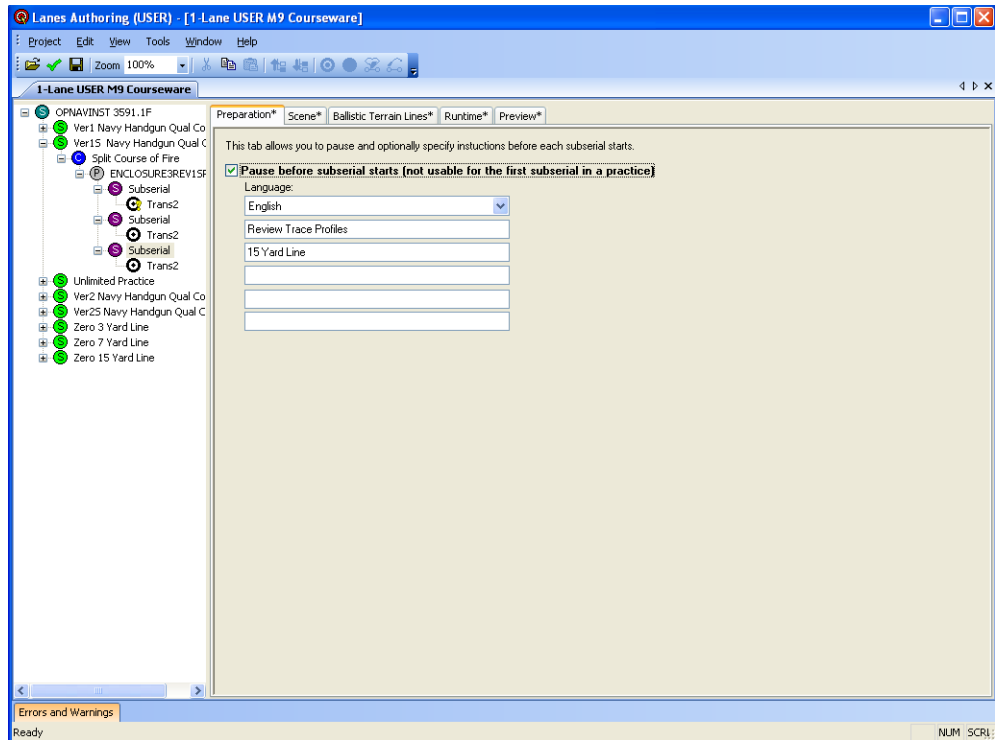 Lanes Authoring (USER) - [1-Lane USER M9 Courseware]
Project Edit View Tools Window Help
Zoom 100%
1-Lane USER M9 Courseware
OPNAVINST 3591.1F
Ver1 Navy Handgun Qual Co
Ver1S Navy Handgun Qual C
Split Course of Fire
ENCLOSURE3REV1SF
Subserial
Trans2
Subserial
Trans2
Subserial
Trans2
Unlimited Practice
Ver2 Navy Handgun Qual Co
Ver2S Navy Handgun Qual C
Zero 3 Yard Line
Zero 7 Yard Line
Zero 15 Yard Line
Preparation* Scene* Ballistic Terrain Lines* Runtime* Preview*
This tab allows you to pause and optionally specify instuctions before each subserial starts.
Pause before subserial starts (not usable for the first subserial in a practice)
Language:
English
Review Trace Profiles
15 Yard Line
Errors and Warnings
Ready NUM SCRL